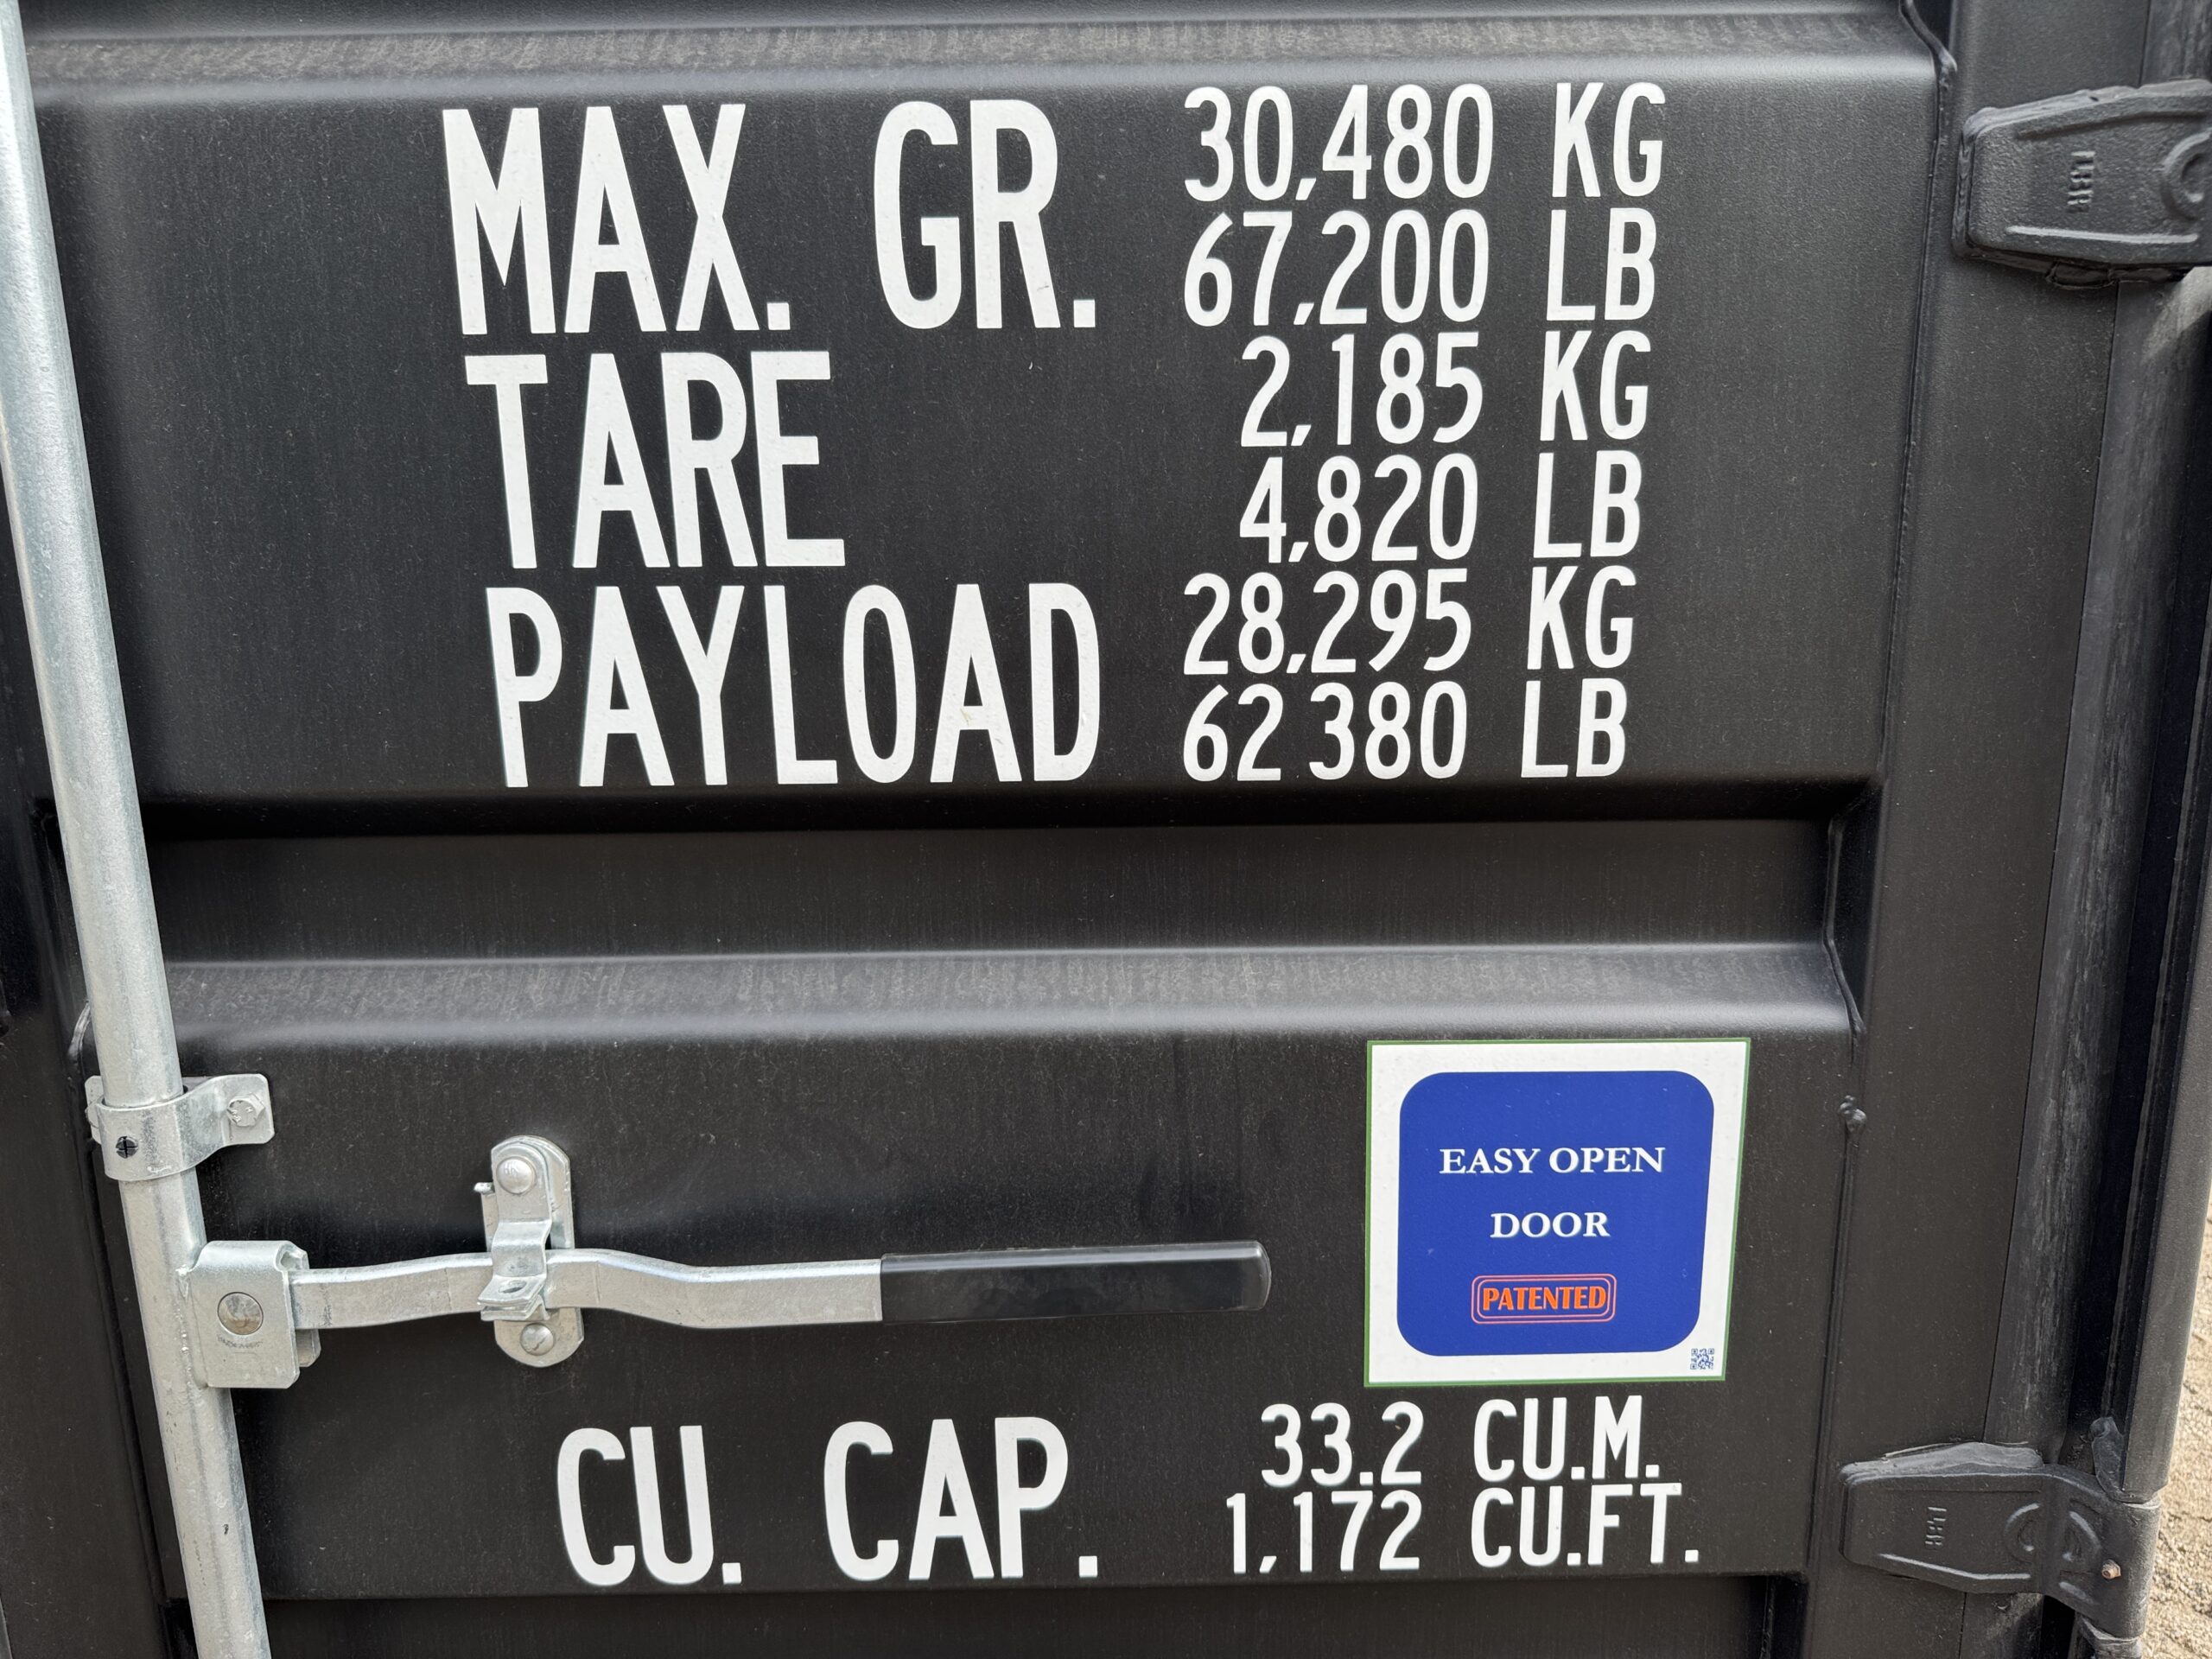 MAX. GR. 30,480 KG
67,200 LB
TARE 2,185 KG
4,820 LB
PAYLOAD 28,295 KG
62 380 LB
EASY OPEN
DOOR
PATENTED
CU. CAP. 33.2 CU.M.
1,172 CU.FT.